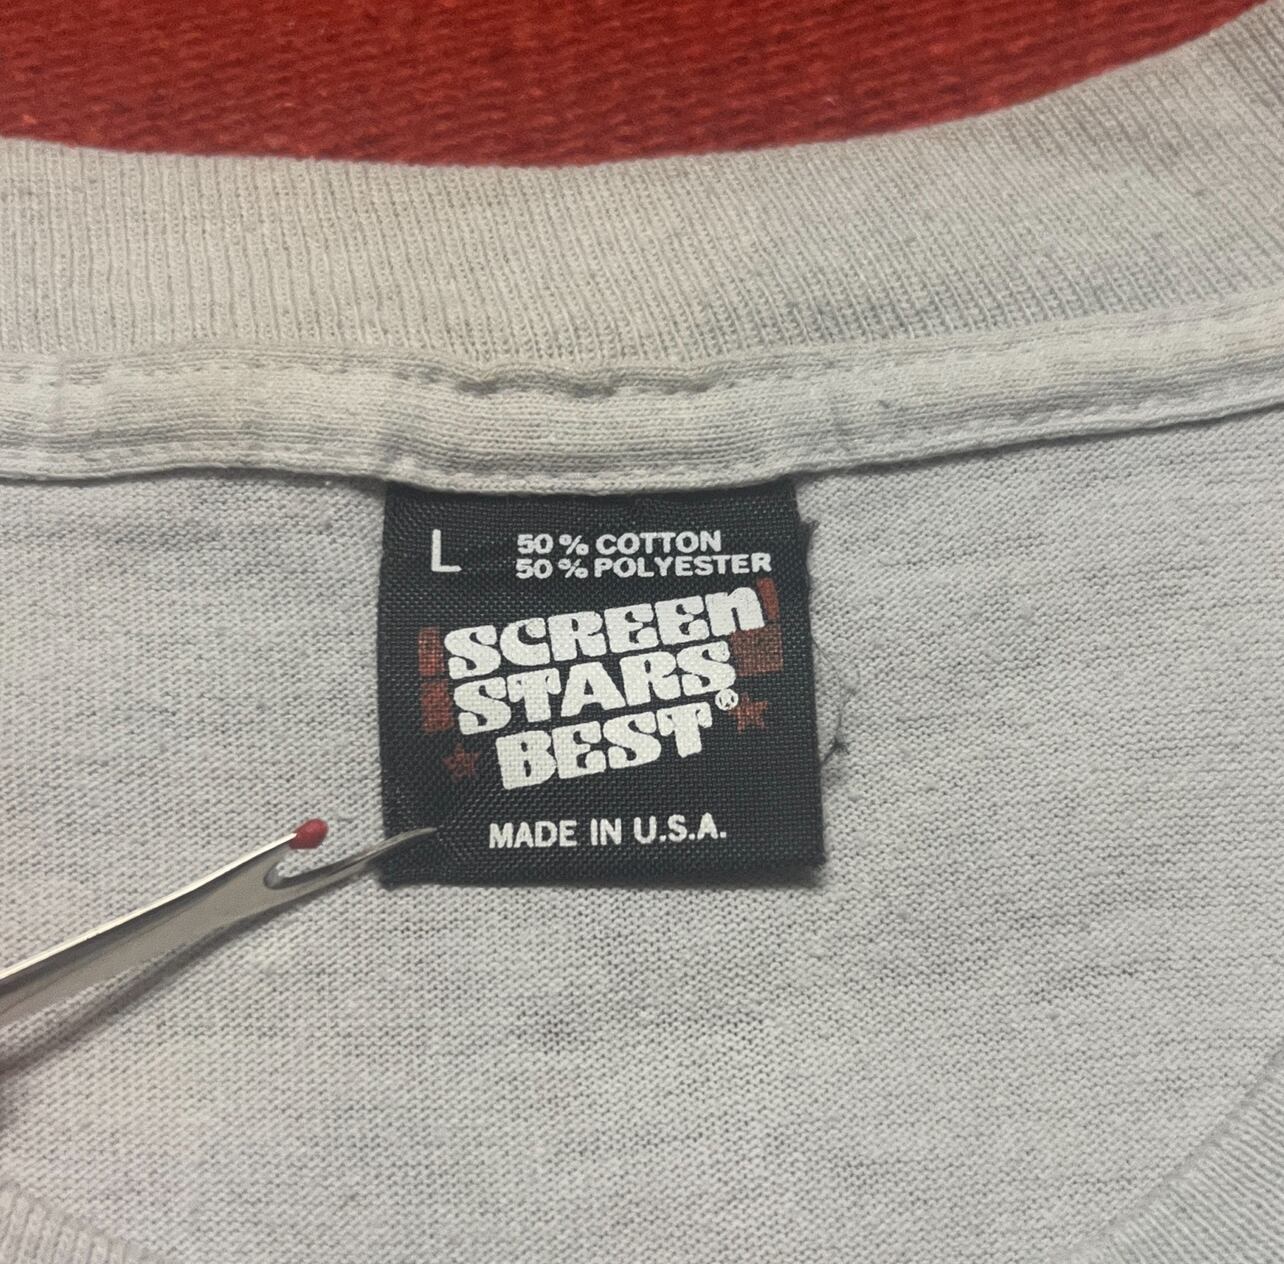 L
50% COTTON
50% POLYESTER
SCREEn
STARS
BEST®
MADE IN U.S.A.